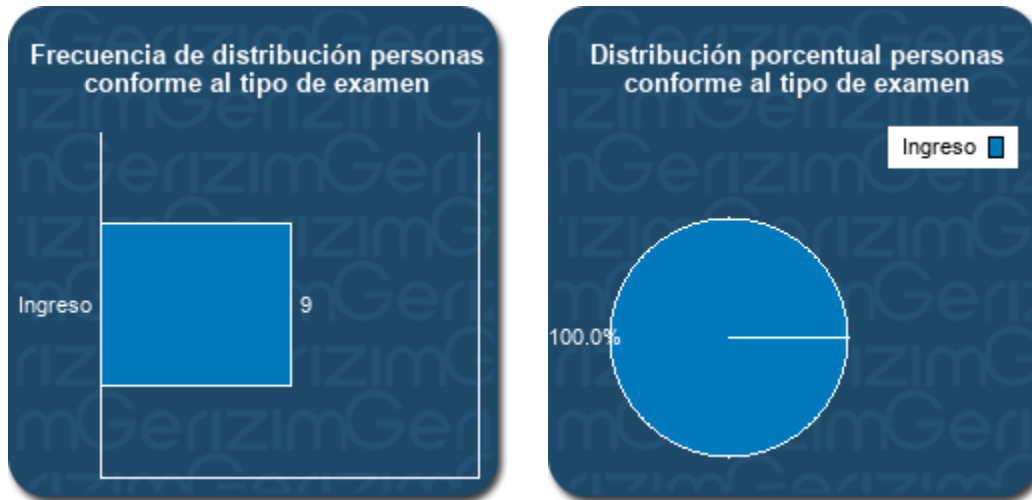 Frecuencia de distribución personas
conforme al tipo de examen
Ingreso
9
Distribución porcentual personas
conforme al tipo de examen
Ingreso
100.0%